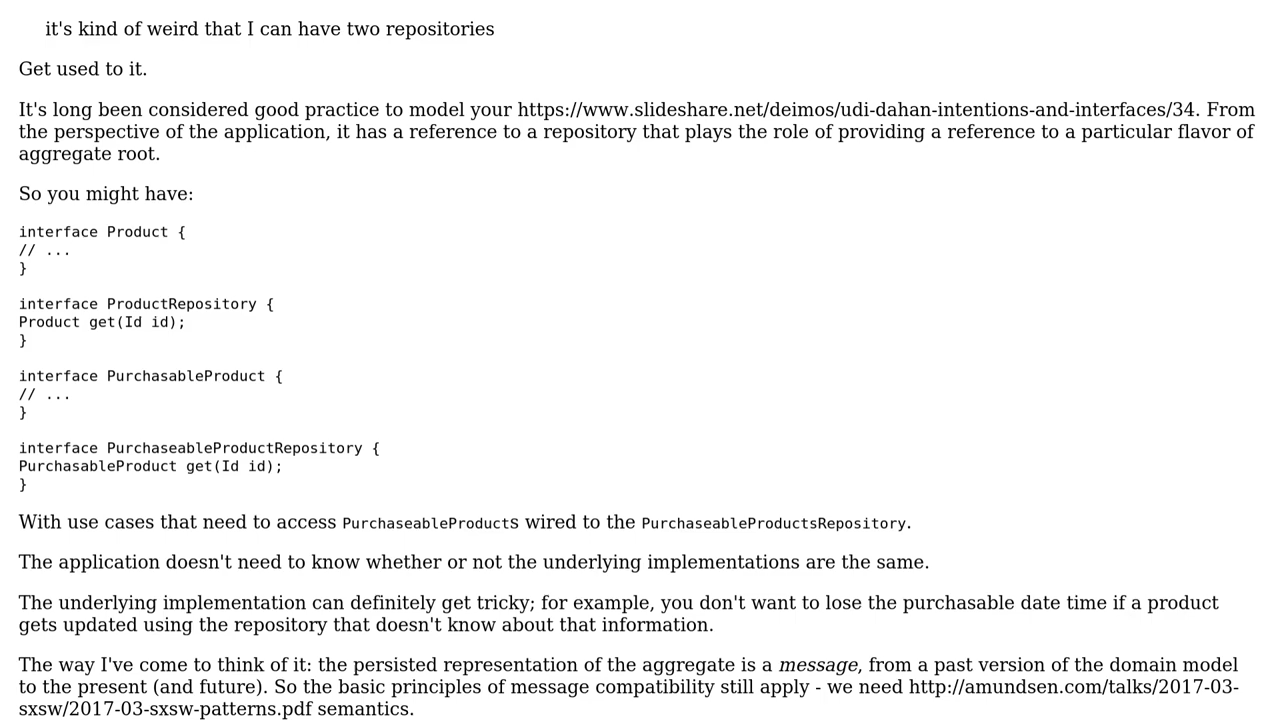 it's kind of weird that I can have two repositories
Get used to it.
It's long been considered good practice to model your https://www.slideshare.net/deimos/udi-dahan-intentions-and-interfaces/34. From
the perspective of the application, it has a reference to a repository that plays the role of providing a reference to a particular flavor of
aggregate root.
So you might have:
interface Product {
// ...
}
interface ProductRepository {
Product get(Id id);
}
interface PurchasableProduct {
// ...
}
interface PurchaseableProductRepository {
PurchasableProduct get(Id id);
}
With use cases that need to access PurchaseableProducts wired to the PurchaseableProductsRepository.
The application doesn't need to know whether or not the underlying implementations are the same.
The underlying implementation can definitely get tricky; for example, you don't want to lose the purchasable date time if a product
gets updated using the repository that doesn't know about that information.
The way I've come to think of it: the persisted representation of the aggregate is a message, from a past version of the domain model
to the present (and future). So the basic principles of message compatibility still apply - we need http://amundsen.com/talks/2017-03-
sxsw/2017-03-sxsw-patterns.pdf semantics.